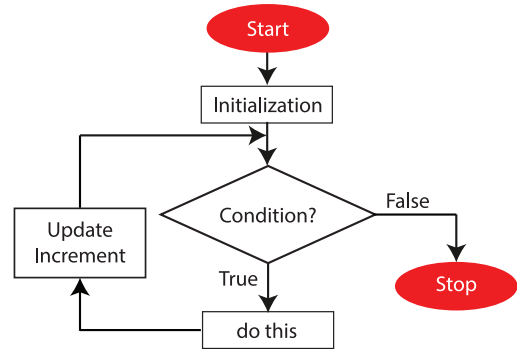 Start
Initialization
Condition?
False
Update
Increment
True
Stop
do this